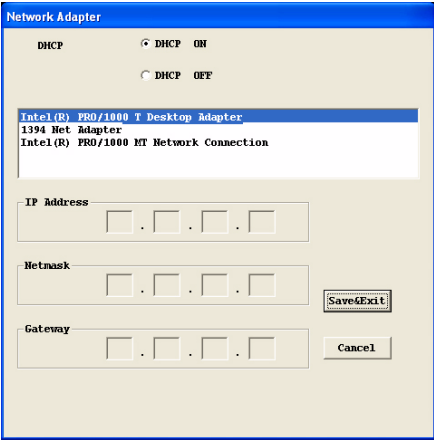 Network Adapter
DHCP
DHCP ON
DHCP OFF
Intel(R) PRO/1000 T Desktop Adapter
1394 Net Adapter
Intel(R) PRO/1000 MT Network Connection
IP Address
. . .
Netmask
. . .
Save&Exit
Gateway
. . .
Cancel